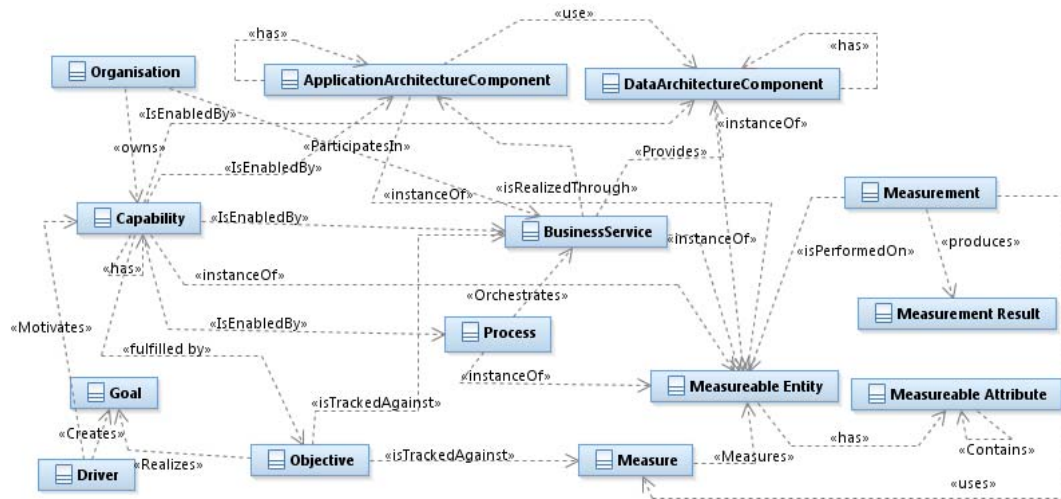 «use»
«has»
«has»
Organisation
ApplicationArchitectureComponent
DataArchitectureComponent
«IsEnabledBy»
«instanceOf»
«owns»
«ParticipatesIn»
«Provides»
«IsEnabledBy»
«instanceOf»
«isRealizedThrough»
Measurement
Capability
«IsEnabledBy»
BusinessService
«instanceOf»
«produces»
«isPerformedOn»
«has»
«instanceOf»
«Orchestrates»
Measurement Result
«Motivates»
«IsEnabledBy»
Process
«fulfilled by»
«instanceOf»
Goal
Measureable Entity
Measureable Attribute
«isTrackedAgainst»
«Creates»
«has»
«Contains»
«Realizes»
Objective
«isTrackedAgainst»
Measure
«Measures»
Driver
«uses»